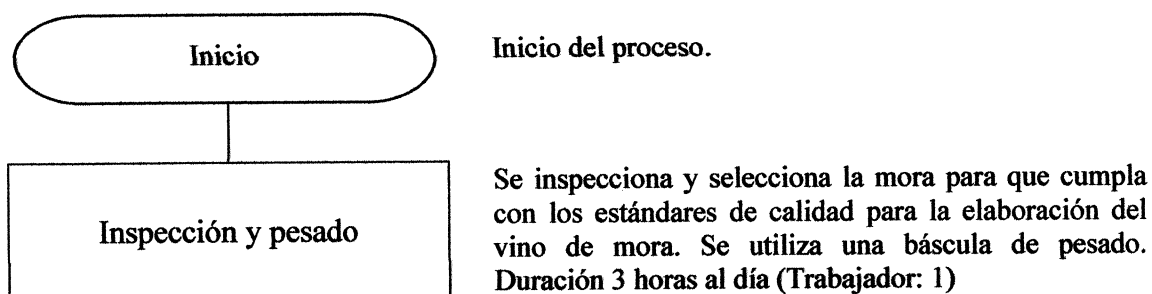 Inicio
Inicio del proceso.
Inspección y pesado
Se inspecciona y selecciona la mora para que cumpla
con los estándares de calidad para la elaboración del
vino de mora. Se utiliza una báscula de pesado.
Duración 3 horas al día (Trabajador: 1)